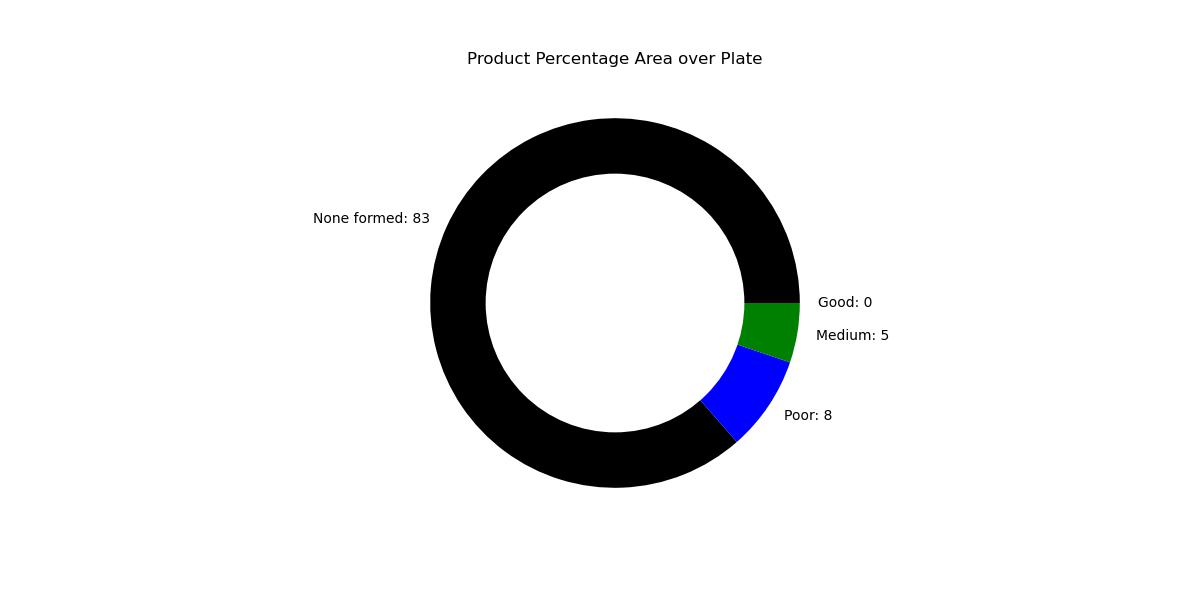 Product Percentage Area over Plate
None formed: 83
Good: 0
Medium: 5
Poor: 8